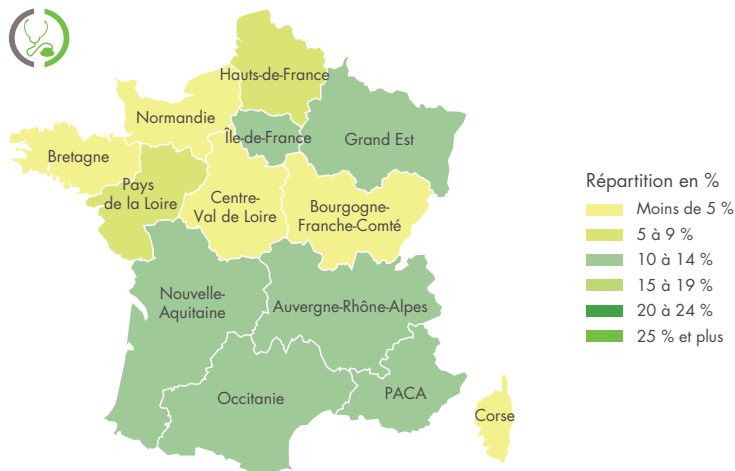 Hauts-de-France
Normandie
Île-de-France
Grand Est
Bretagne
Pays
de la Loire
Centre-
Val de Loire
Bourgogne-
Franche-Comté
Nouvelle-
Aquitaine
Auvergne-Rhône-Alpes
Occitanie
PACA
Corse
Répartition en %
Moins de 5 %
5 à 9 %
10 à 14 %
15 à 19 %
20 à 24 %
25 % et plus